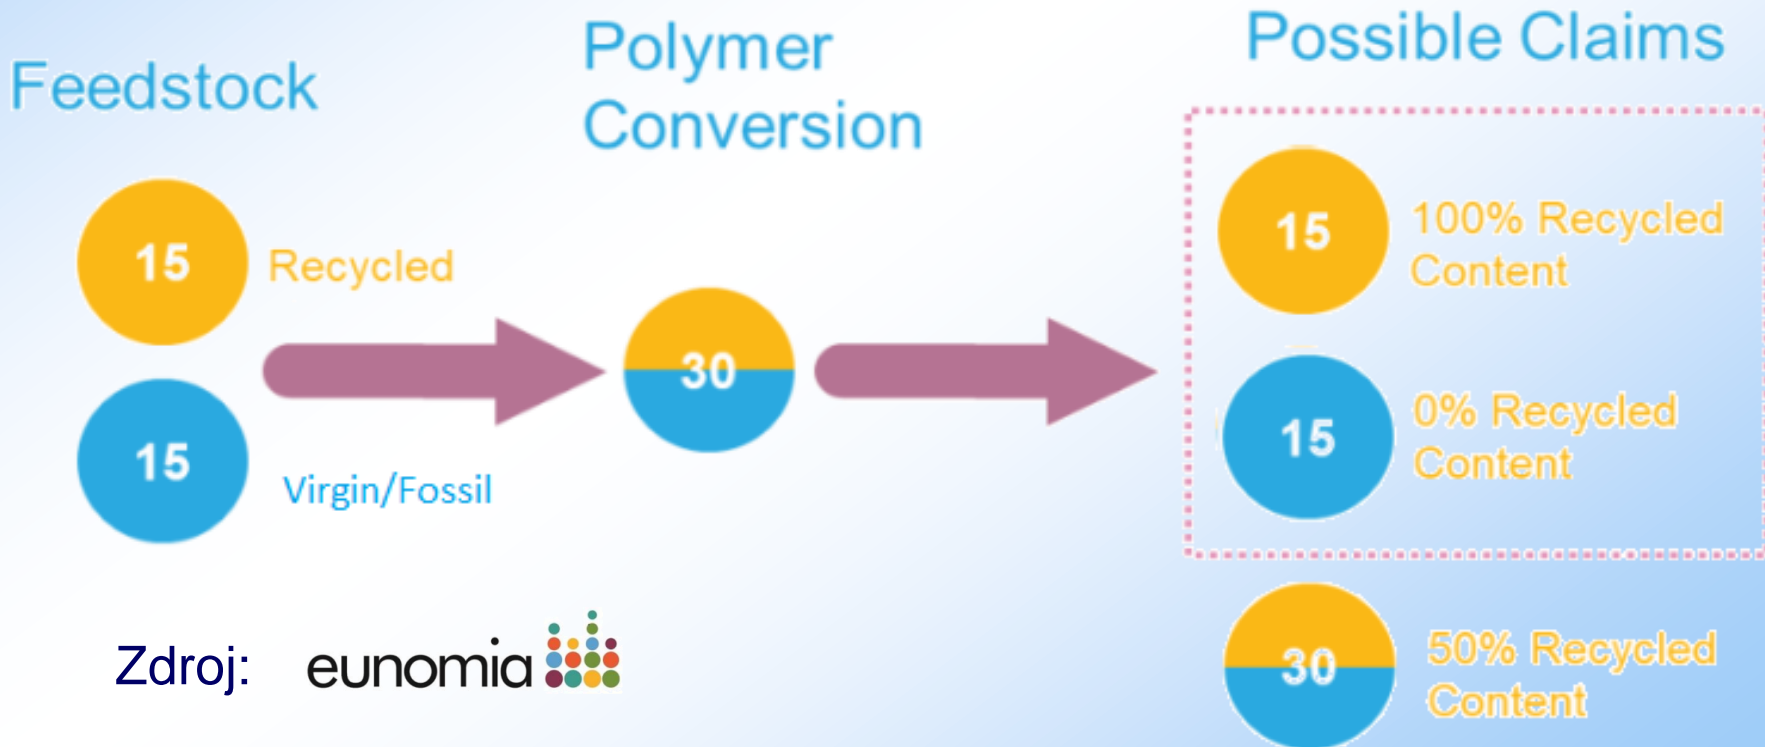 Feedstock
Polymer
Conversion
Possible Claims
15
Recycled
15
Virgin/Fossil
30
15
100% Recycled
Content
15
0% Recycled
Content
30
50% Recycled
Content
Zdroj:
eunomia